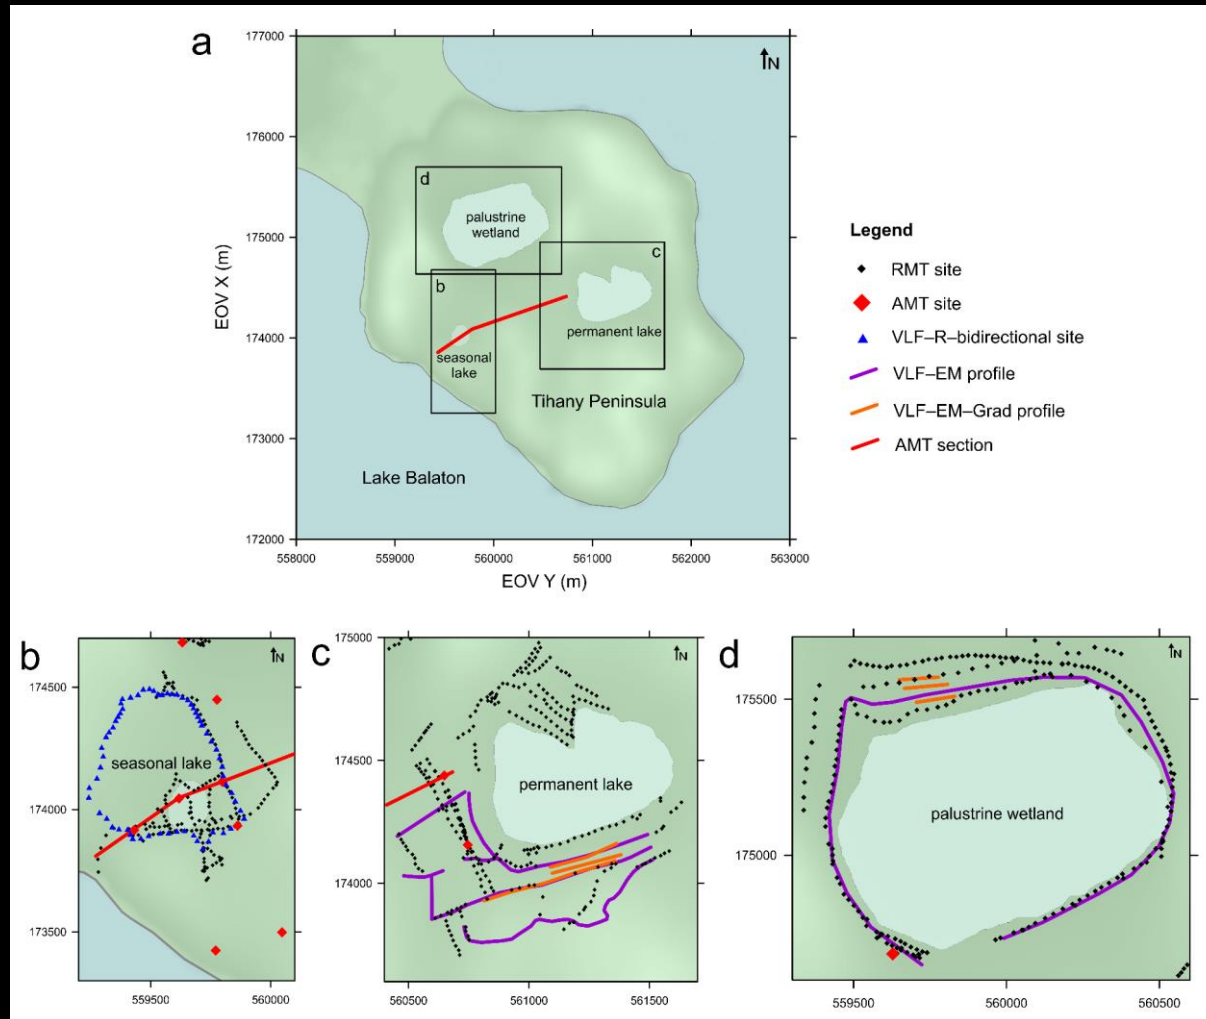 a
177000
176000
175000
174000
173000
172000
EOV X (m)
N
d
palustrine
wetland
c
b
permanent lake
seasonal
lake
Tihany Peninsula
Lake Balaton
558000 559000 560000 561000 562000 563000
EOV Y (m)
Legend
RMT site
AMT site
VLF–R–bidirectional site
VLF–EM profile
VLF–EM–Grad profile
AMT section
b
N
174500
174000
173500
seasonal lake
559500 560000
c
N
175000
174500
174000
permanent lake
560500 561000 561500
d
N
175500
175000
palustrine wetland
559500 560000 560500